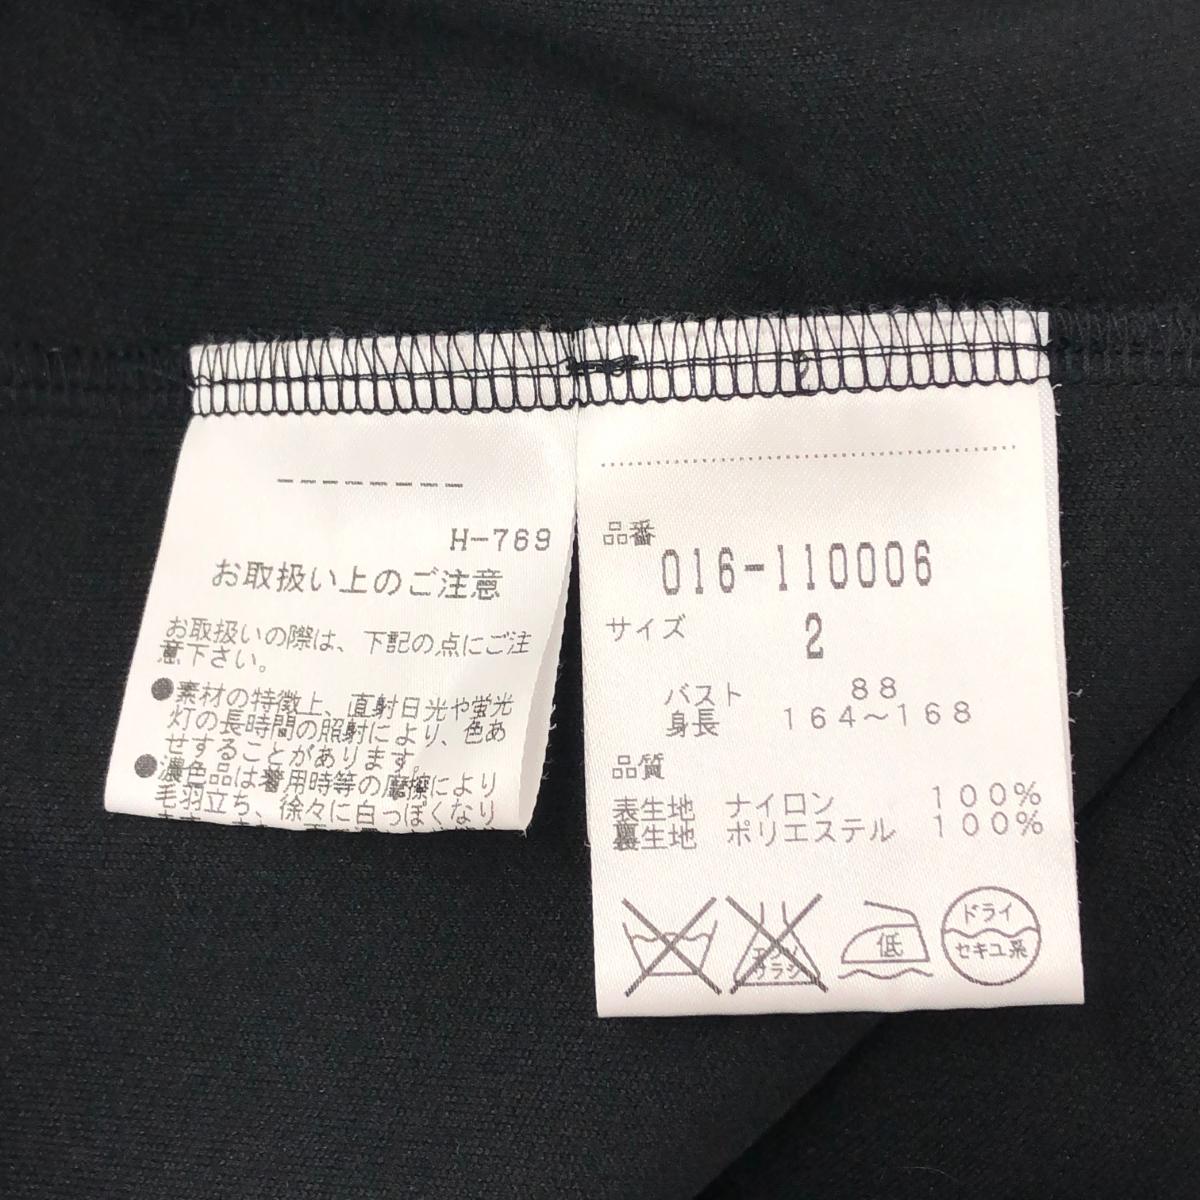 H-769
お取扱い上のご注意
お取扱いの際は、下記の点にご注
意下さい。
●素材の特徴上、直射日光や蛍光
灯の長時間の照射により、色あ
せすることがあります。
●濃色品は着用時等の摩擦により
毛羽立ち、徐々に白っぽくなり
品番
016-110006
サイズ
2
バスト 88
身長 164~168
品質
表生地 ナイロン 100%
裏生地 ポリエステル 100%
エンソ
サラシ
低
ドライ
セキユ系